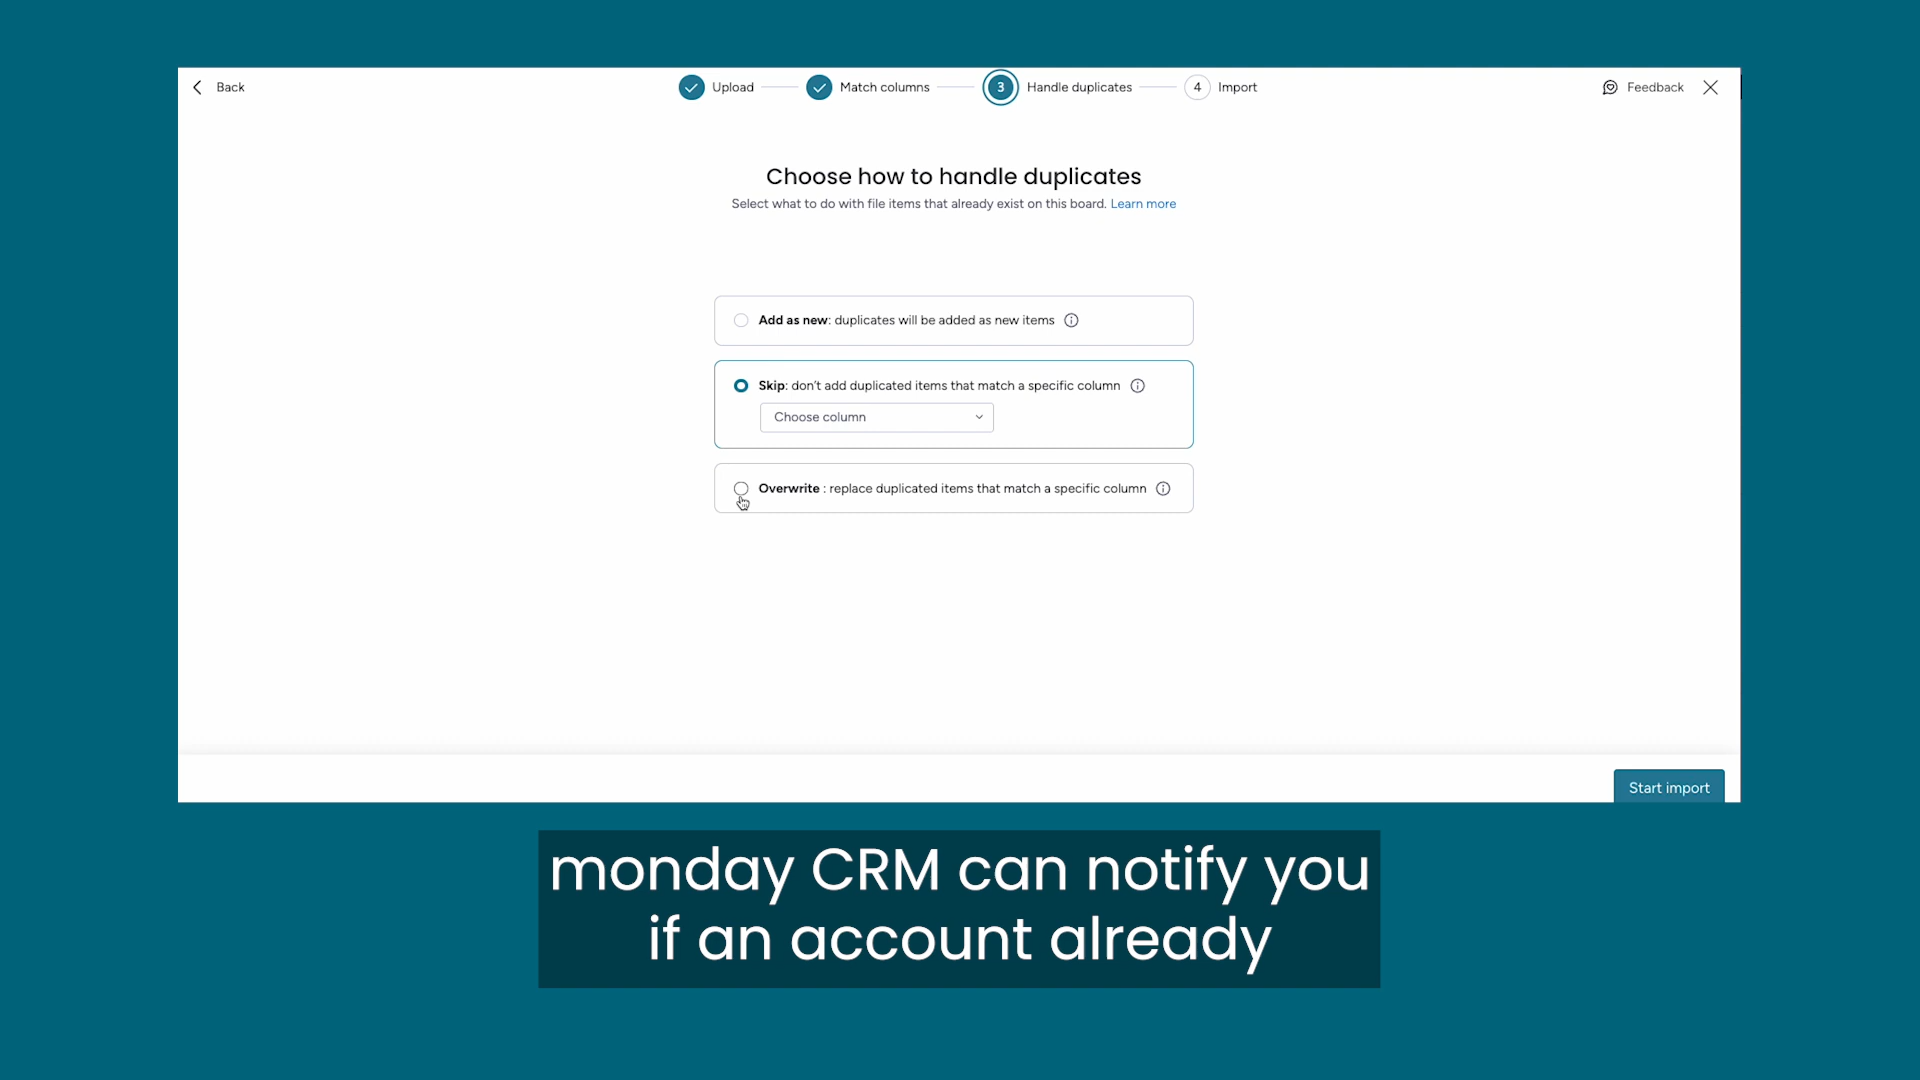 Back
Upload
Match columns
3 Handle duplicates
4 Import
Feedback
Choose how to handle duplicates
Select what to do with file items that already exist on this board. Learn more
Add as new: duplicates will be added as new items
Skip: don't add duplicated items that match a specific column
Choose column
Overwrite : replace duplicated items that match a specific column
Start import
monday CRM can notify you
if an account already